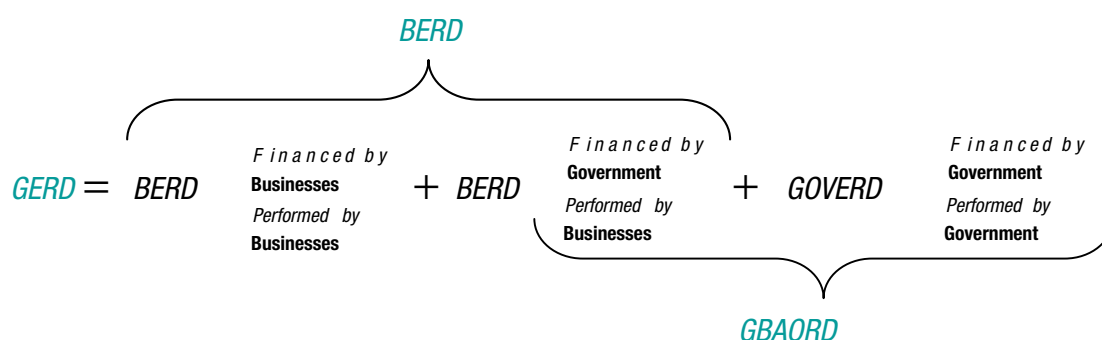 BERD
GERD = BERD Financed by Businesses Performed by Businesses + BERD Financed by Government Performed by Businesses + GOVERD Financed by Government Performed by Government
GBAORD